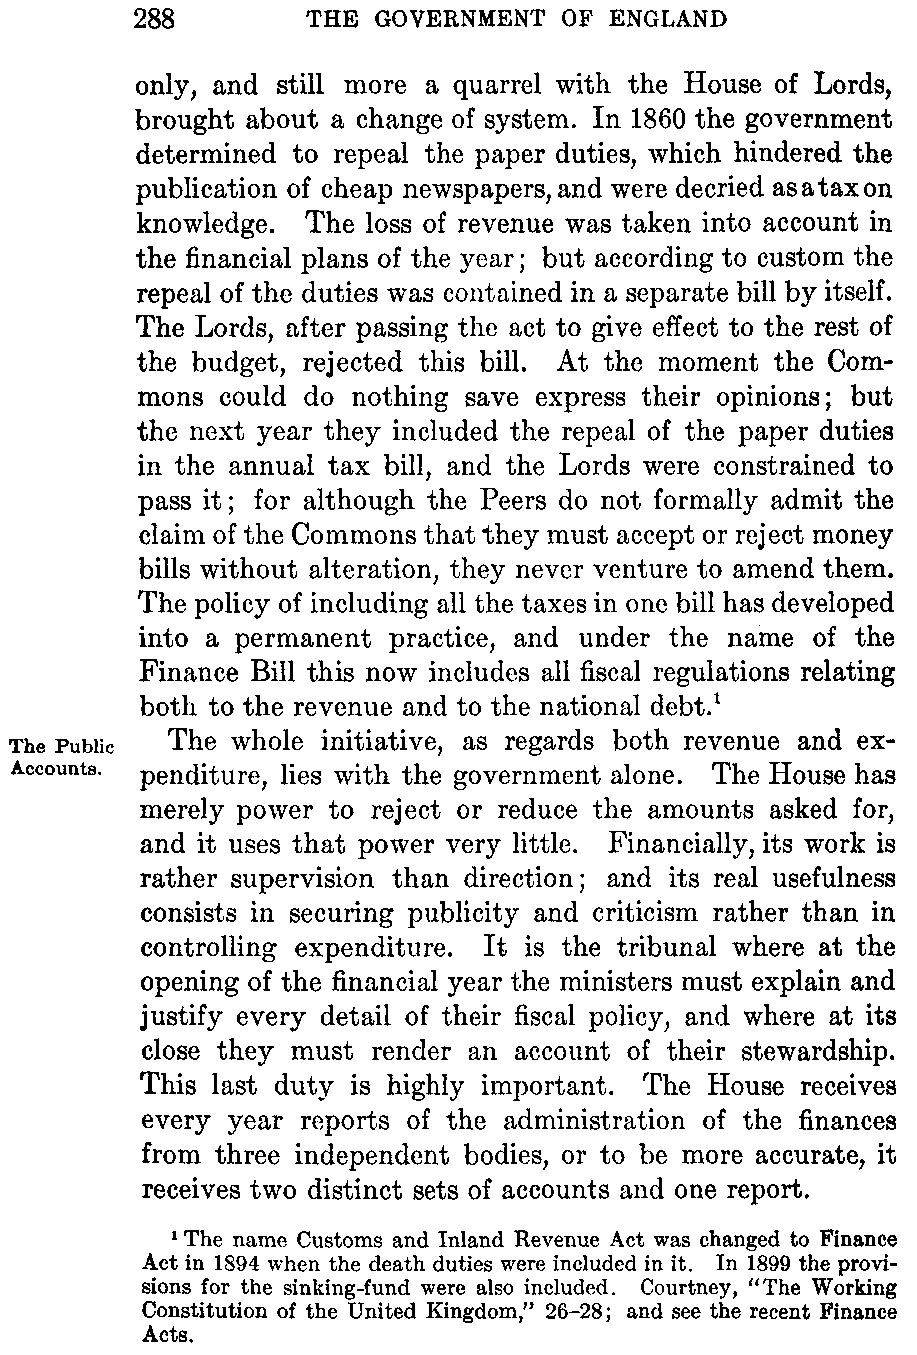 288 THE GOVERNMENT OF ENGLAND
only, and still more a quarrel with the House of Lords,
brought about a change of system. In 1860 the government
determined to repeal the paper duties, which hindered the
publication of cheap newspapers, and were decried as a tax on
knowledge. The loss of revenue was taken into account in
the financial plans of the year; but according to custom the
repeal of the duties was contained in a separate bill by itself.
The Lords, after passing the act to give effect to the rest of
the budget, rejected this bill. At the moment the Com-
mons could do nothing save express their opinions; but
the next year they included the repeal of the paper duties
in the annual tax bill, and the Lords were constrained to
pass it; for although the Peers do not formally admit the
claim of the Commons that they must accept or reject money
bills without alteration, they never venture to amend them.
The policy of including all the taxes in one bill has developed
into a permanent practice, and under the name of the
Finance Bill this now includes all fiscal regulations relating
both to the revenue and to the national debt.¹
The Public
Accounts.
The whole initiative, as regards both revenue and ex-
penditure, lies with the government alone. The House has
merely power to reject or reduce the amounts asked for,
and it uses that power very little. Financially, its work is
rather supervision than direction; and its real usefulness
consists in securing publicity and criticism rather than in
controlling expenditure. It is the tribunal where at the
opening of the financial year the ministers must explain and
justify every detail of their fiscal policy, and where at its
close they must render an account of their stewardship.
This last duty is highly important. The House receives
every year reports of the administration of the finances
from three independent bodies, or to be more accurate, it
receives two distinct sets of accounts and one report.
¹ The name Customs and Inland Revenue Act was changed to Finance
Act in 1894 when the death duties were included in it. In 1899 the provi-
sions for the sinking-fund were also included. Courtney, "The Working
Constitution of the United Kingdom," 26–28; and see the recent Finance
Acts.